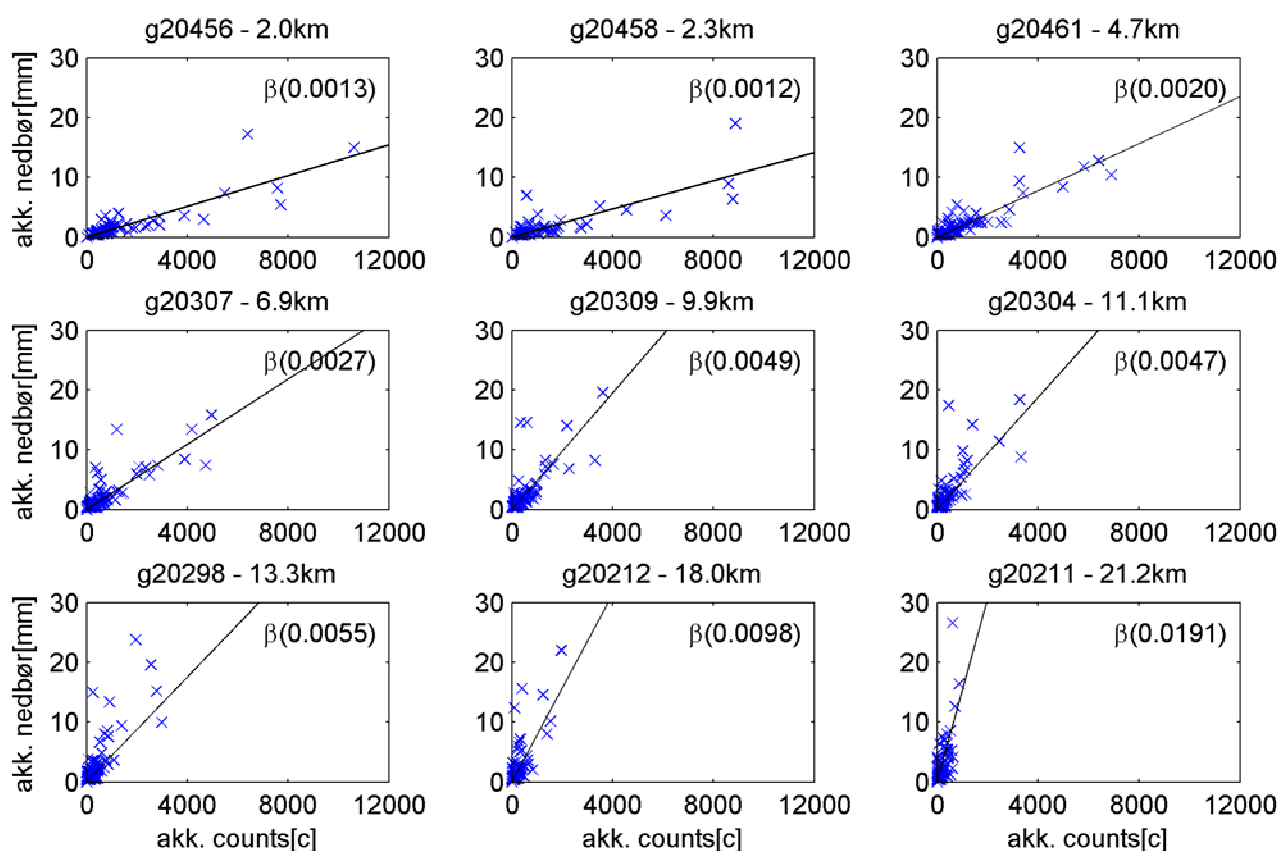 g20456 - 2.0km
g20458 - 2.3km
g20461 - 4.7km
30
20
10
0
akk. nedbør[mm]
β(0.0013)
0 4000 8000 12000
30
20
10
0
β(0.0012)
0 4000 8000 12000
30
20
10
0
β(0.0020)
0 4000 8000 12000
g20307 - 6.9km
g20309 - 9.9km
g20304 - 11.1km
30
20
10
0
akk. nedbør[mm]
β(0.0027)
0 4000 8000 12000
30
20
10
0
β(0.0049)
0 4000 8000 12000
30
20
10
0
β(0.0047)
0 4000 8000 12000
g20298 - 13.3km
g20212 - 18.0km
g20211 - 21.2km
30
20
10
0
akk. nedbør[mm]
β(0.0055)
0 4000 8000 12000
akk. counts[c]
30
20
10
0
β(0.0098)
0 4000 8000 12000
akk. counts[c]
30
20
10
0
β(0.0191)
0 4000 8000 12000
akk. counts[c]